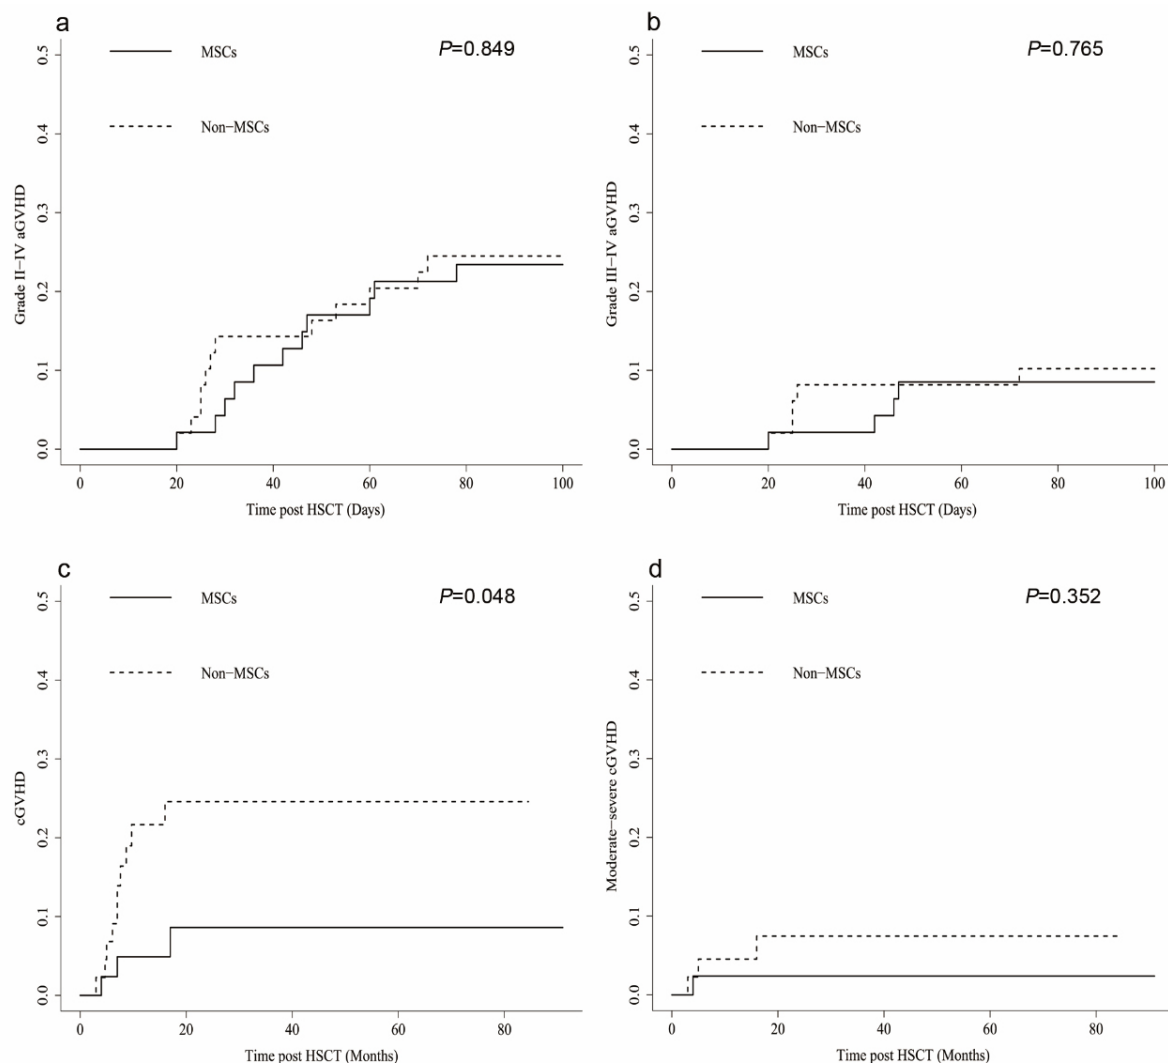 a
MSCs
P=0.849
Non−MSCs
Grade II−IV aGVHD
0.5
0.4
0.3
0.2
0.1
0.0
0 20 40 60 80 100
Time post HSCT (Days)
b
MSCs
P=0.765
Non−MSCs
Grade III−IV aGVHD
0.5
0.4
0.3
0.2
0.1
0.0
0 20 40 60 80 100
Time post HSCT (Days)
c
MSCs
P=0.048
Non−MSCs
cGVHD
0.5
0.4
0.3
0.2
0.1
0.0
0 20 40 60 80
Time post HSCT (Months)
d
MSCs
P=0.352
Non−MSCs
Moderate−severe cGVHD
0.5
0.4
0.3
0.2
0.1
0.0
0 20 40 60 80
Time post HSCT (Months)